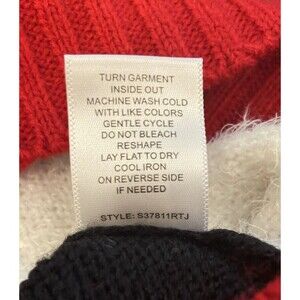 TURN GARMENT
INSIDE OUT
MACHINE WASH COLD
WITH LIKE COLORS
GENTLE CYCLE
DO NOT BLEACH
RESHAPE
LAY FLAT TO DRY
COOL IRON
ON REVERSE SIDE
IF NEEDED
STYLE: S37811RTJ